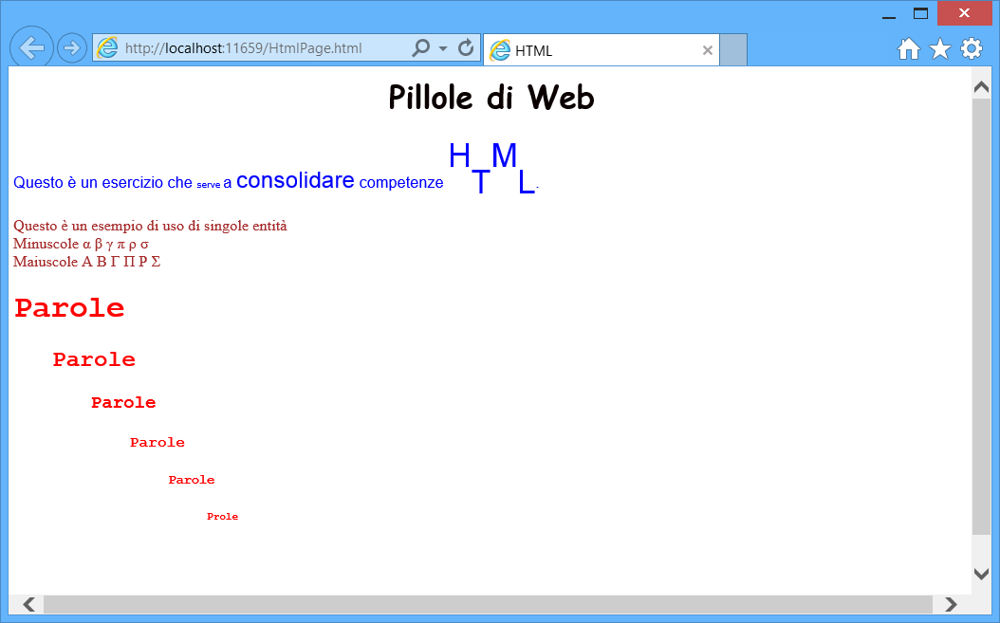 http://localhost:11659/HtmlPage.html
HTML
Pillole di Web
Questo è un esercizio che serve a consolidare competenze HTML.
Questo è un esempio di uso di singole entità
Minuscole α β γ π ρ σ
Maiuscole Α Β Γ Π Ρ Σ
Parole
Parole
Parole
Parole
Parole
Prole